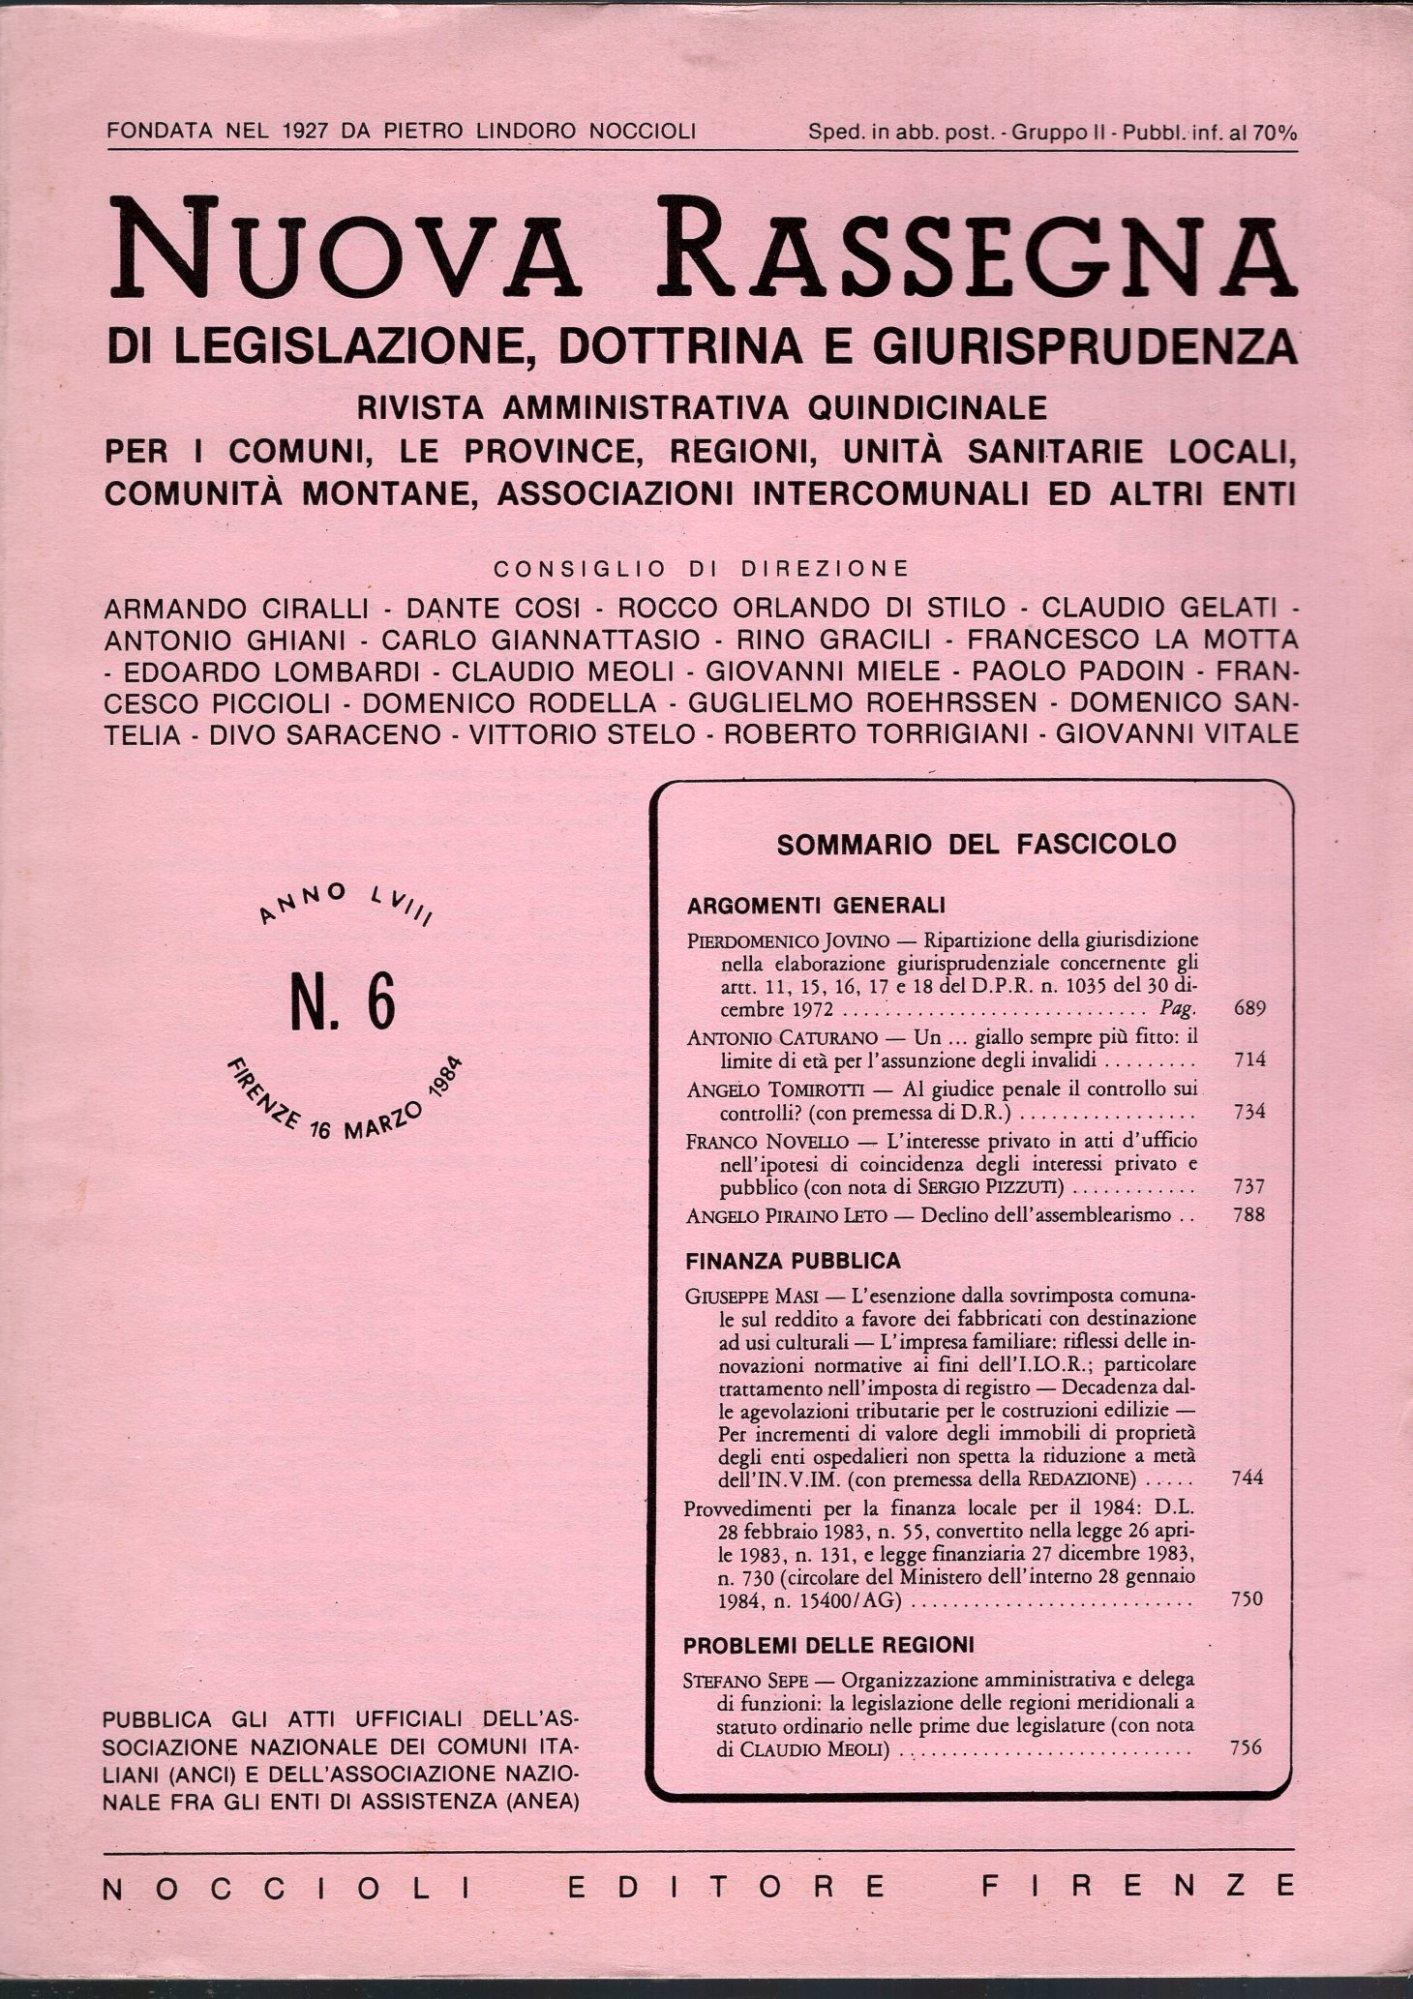 FONDATA NEL 1927 DA PIETRO LINDORO NOCCIOLI
Sped. in abb. post. - Gruppo II - Pubbl. inf. al 70%
NUOVA RASSEGNA
DI LEGISLAZIONE, DOTTRINA E GIURISPRUDENZA
RIVISTA AMMINISTRATIVA QUINDICINALE
PER I COMUNI, LE PROVINCE, REGIONI, UNITÀ SANITARIE LOCALI,
COMUNITÀ MONTANE, ASSOCIAZIONI INTERCOMUNALI ED ALTRI ENTI
CONSIGLIO DI DIREZIONE
ARMANDO CIRALLI - DANTE COSI - ROCCO ORLANDO DI STILO - CLAUDIO GELATI -
ANTONIO GHIANI - CARLO GIANNATTASIO - RINO GRACILI - FRANCESCO LA MOTTA
- EDOARDO LOMBARDI - CLAUDIO MEOLI - GIOVANNI MIELE - PAOLO PADOIN - FRAN-
CESCO PICCIOLI - DOMENICO RODELLA - GUGLIELMO ROEHRSSEN - DOMENICO SAN-
TELIA - DIVO SARACENO - VITTORIO STELO - ROBERTO TORRIGIANI - GIOVANNI VITALE
ANNO LVIII
N. 6
FIRENZE 16 MARZO 1984
SOMMARIO DEL FASCICOLO
ARGOMENTI GENERALI
PIERDOMENICO JOVINO — Ripartizione della giurisdizione
nella elaborazione giurisprudenziale concernente gli
artt. 11, 15, 16, 17 e 18 del D.P.R. n. 1035 del 30 di-
cembre 1972 ............................. Pag. 689
ANTONIO CATURANO — Un ... giallo sempre più fitto: il
limite di età per l'assunzione degli invalidi ......... 714
ANGELO TOMIROTTI — Al giudice penale il controllo sui
controlli? (con premessa di D.R.) ................. 734
FRANCO NOVELLO — L'interesse privato in atti d'ufficio
nell'ipotesi di coincidenza degli interessi privato e
pubblico (con nota di SERGIO PIZZUTI) ............ 737
ANGELO PIRAINO LETO — Declino dell'assemblearismo .. 788
FINANZA PUBBLICA
GIUSEPPE MASI — L'esenzione dalla sovrimposta comuna-
le sul reddito a favore dei fabbricati con destinazione
ad usi culturali — L'impresa familiare: riflessi delle in-
novazioni normative ai fini dell'I.LO.R.; particolare
trattamento nell'imposta di registro — Decadenza dal-
le agevolazioni tributarie per le costruzioni edilizie —
Per incrementi di valore degli immobili di proprietà
degli enti ospedalieri non spetta la riduzione a metà
dell'IN.V.IM. (con premessa della REDAZIONE) ..... 744
Provvedimenti per la finanza locale per il 1984: D.L.
28 febbraio 1983, n. 55, convertito nella legge 26 apri-
le 1983, n. 131, e legge finanziaria 27 dicembre 1983,
n. 730 (circolare del Ministero dell'interno 28 gennaio
1984, n. 15400/AG) ........................... 750
PROBLEMI DELLE REGIONI
STEFANO SEPE — Organizzazione amministrativa e delega
di funzioni: la legislazione delle regioni meridionali a
statuto ordinario nelle prime due legislature (con nota
di CLAUDIO MEOLI) ............................ 756
PUBBLICA GLI ATTI UFFICIALI DELL'AS-
SOCIAZIONE NAZIONALE DEI COMUNI ITA-
LIANI (ANCI) E DELL'ASSOCIAZIONE NAZIO-
NALE FRA GLI ENTI DI ASSISTENZA (ANEA)
NOCCIOLI EDITORE FIRENZE